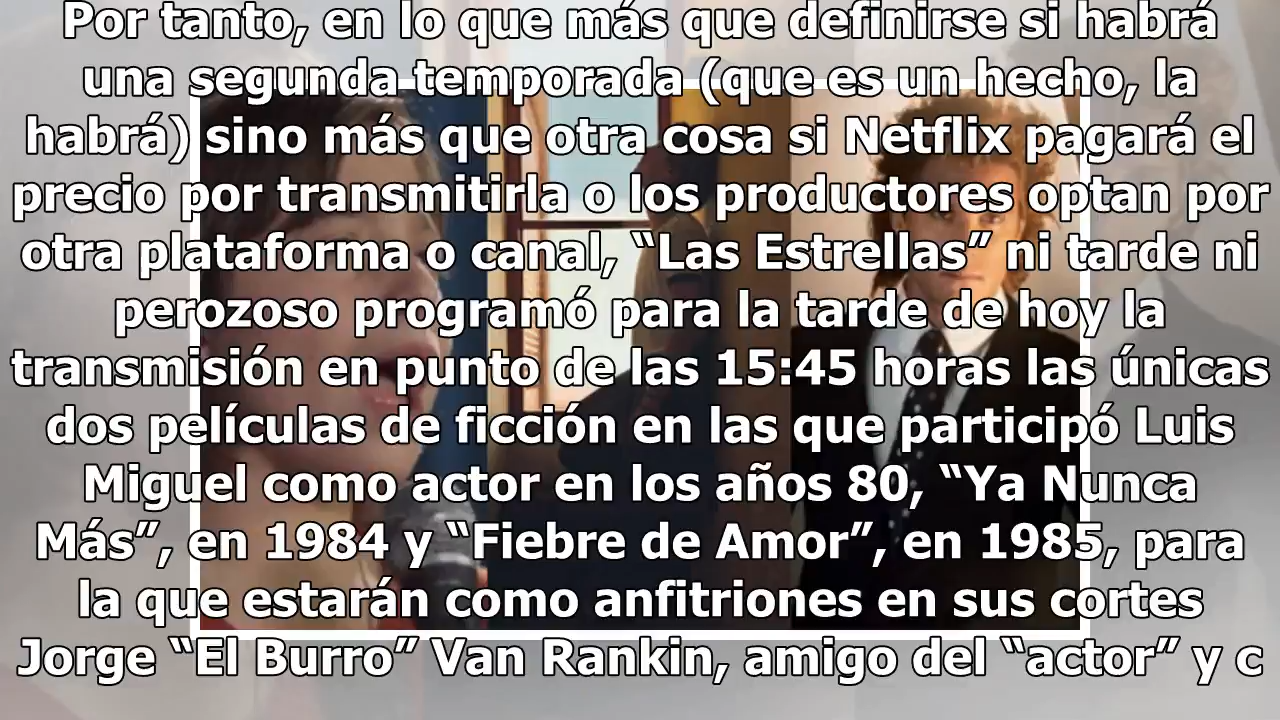 Por tanto, en lo que más que definirse si habrá
una segunda temporada (que es un hecho, la
habrá) sino más que otra cosa si Netflix pagará el
precio por transmitirla o los productores optan por
otra plataforma o canal, “Las Estrellas” ni tarde ni
perozoso programó para la tarde de hoy la
transmisión en punto de las 15:45 horas las únicas
dos películas de ficción en las que participó Luis
Miguel como actor en los años 80, “Ya Nunca
Más”, en 1984 y “Fiebre de Amor”, en 1985, para
la que estarán como anfitriones en sus cortes
Jorge “El Burro” Van Rankin, amigo del “actor” y c